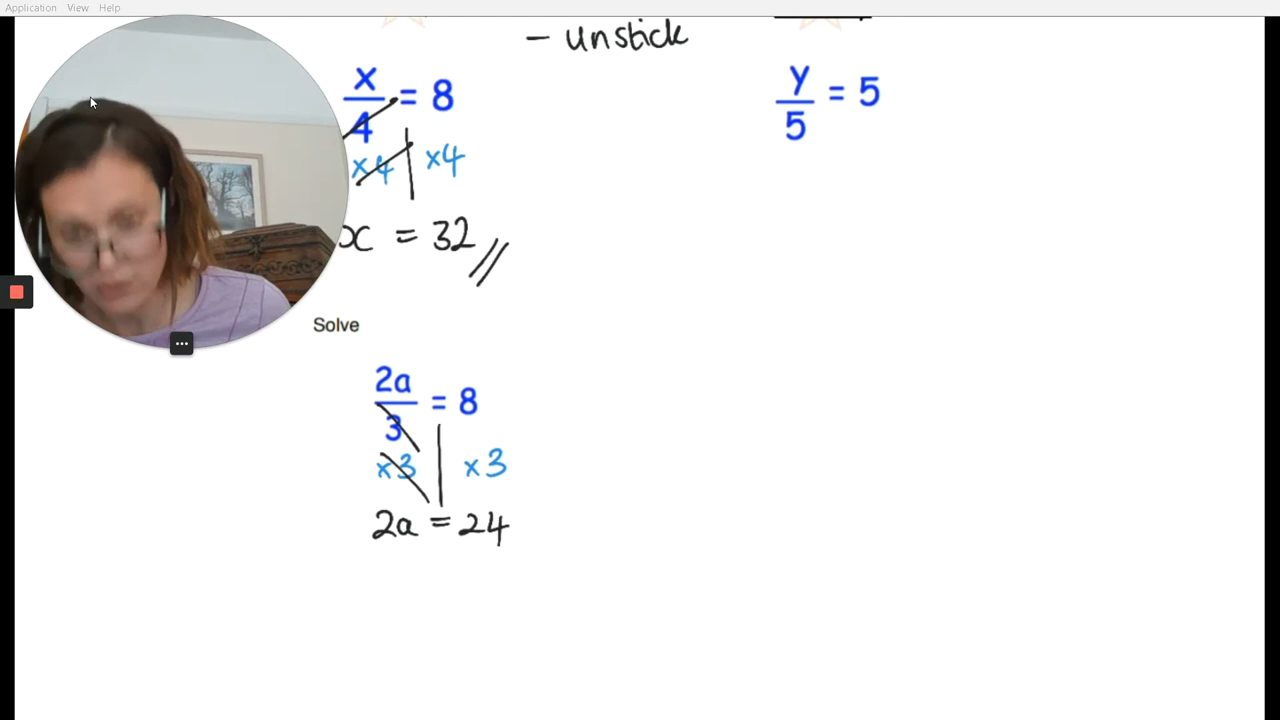 Application View Help
- unstick
x/4 = 8
×4 | ×4
x = 32 //
y/5 = 5
Solve
2a/3 = 8
×3 | ×3
2a = 24